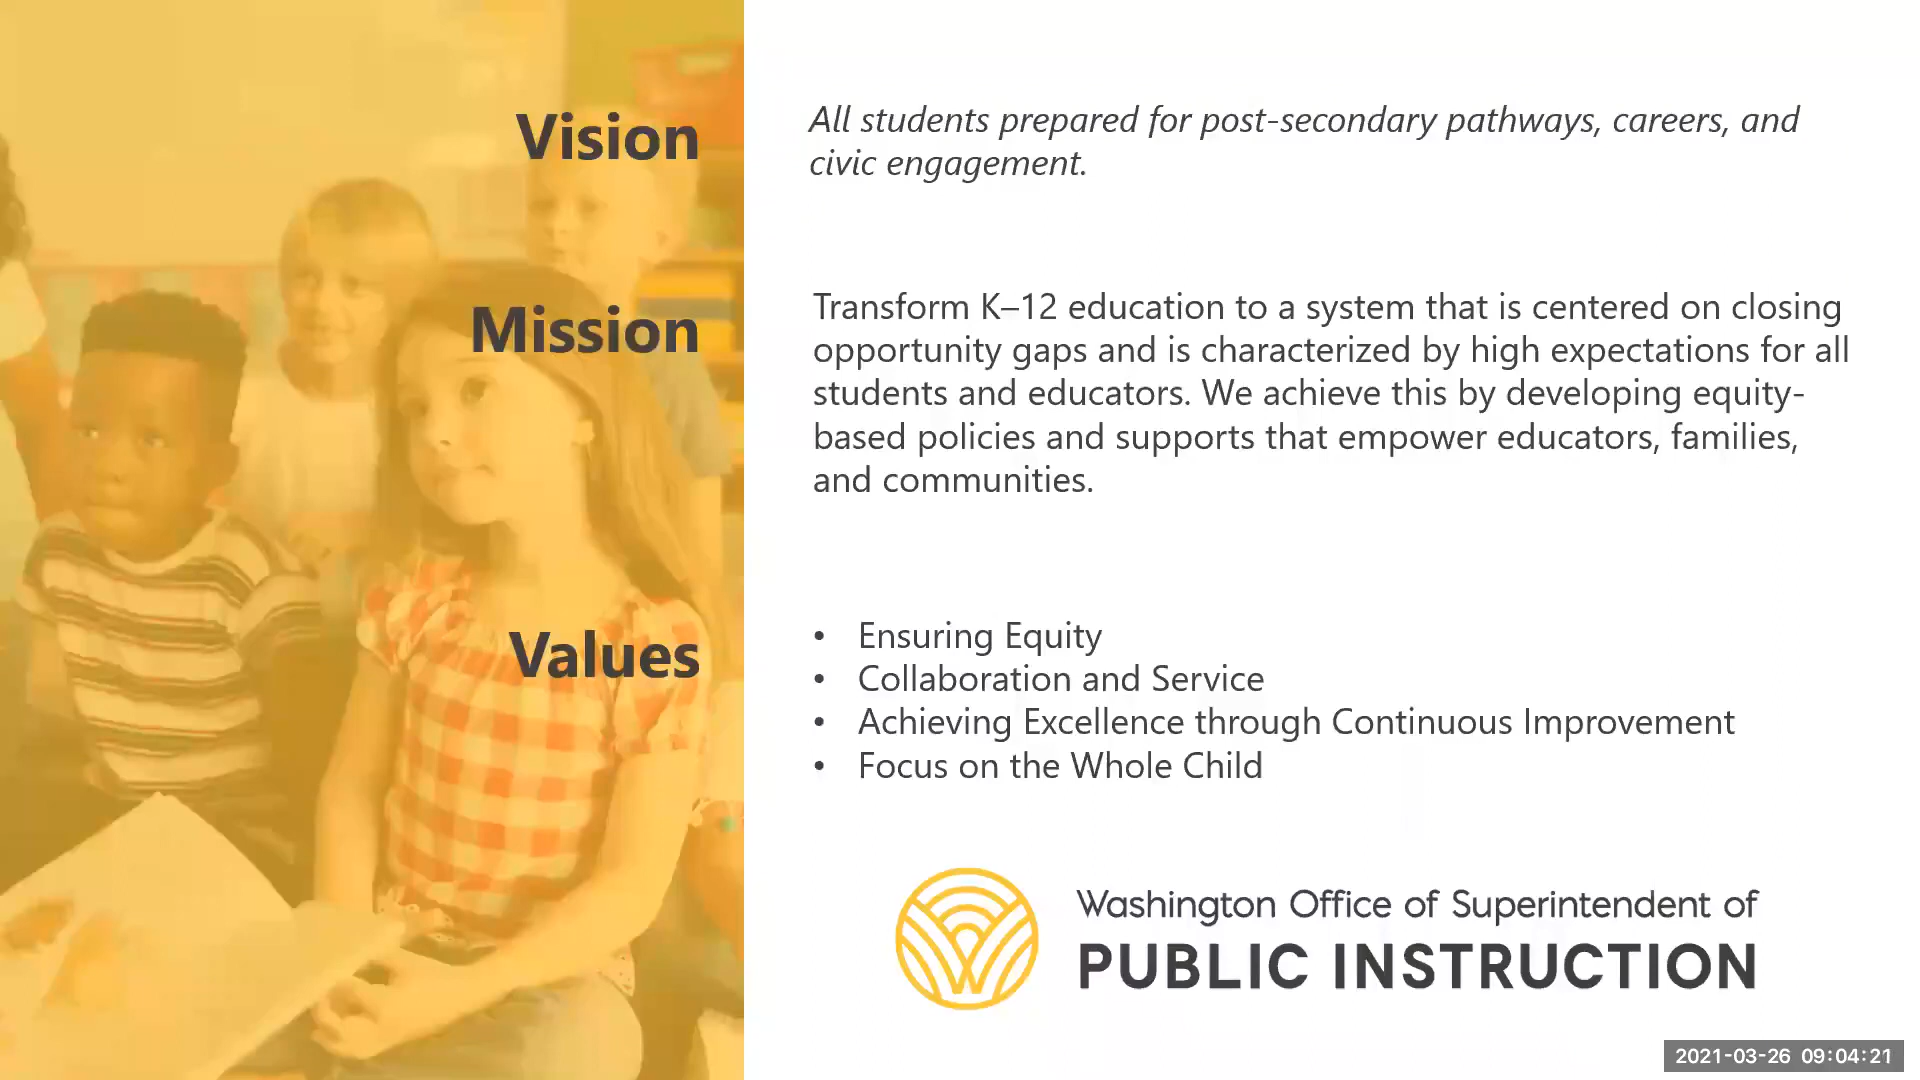 Vision
All students prepared for post-secondary pathways, careers, and
civic engagement.
Mission
Transform K–12 education to a system that is centered on closing
opportunity gaps and is characterized by high expectations for all
students and educators. We achieve this by developing equity-
based policies and supports that empower educators, families,
and communities.
Values
• Ensuring Equity
• Collaboration and Service
• Achieving Excellence through Continuous Improvement
• Focus on the Whole Child
Washington Office of Superintendent of
PUBLIC INSTRUCTION
2021-03-26 09:04:21